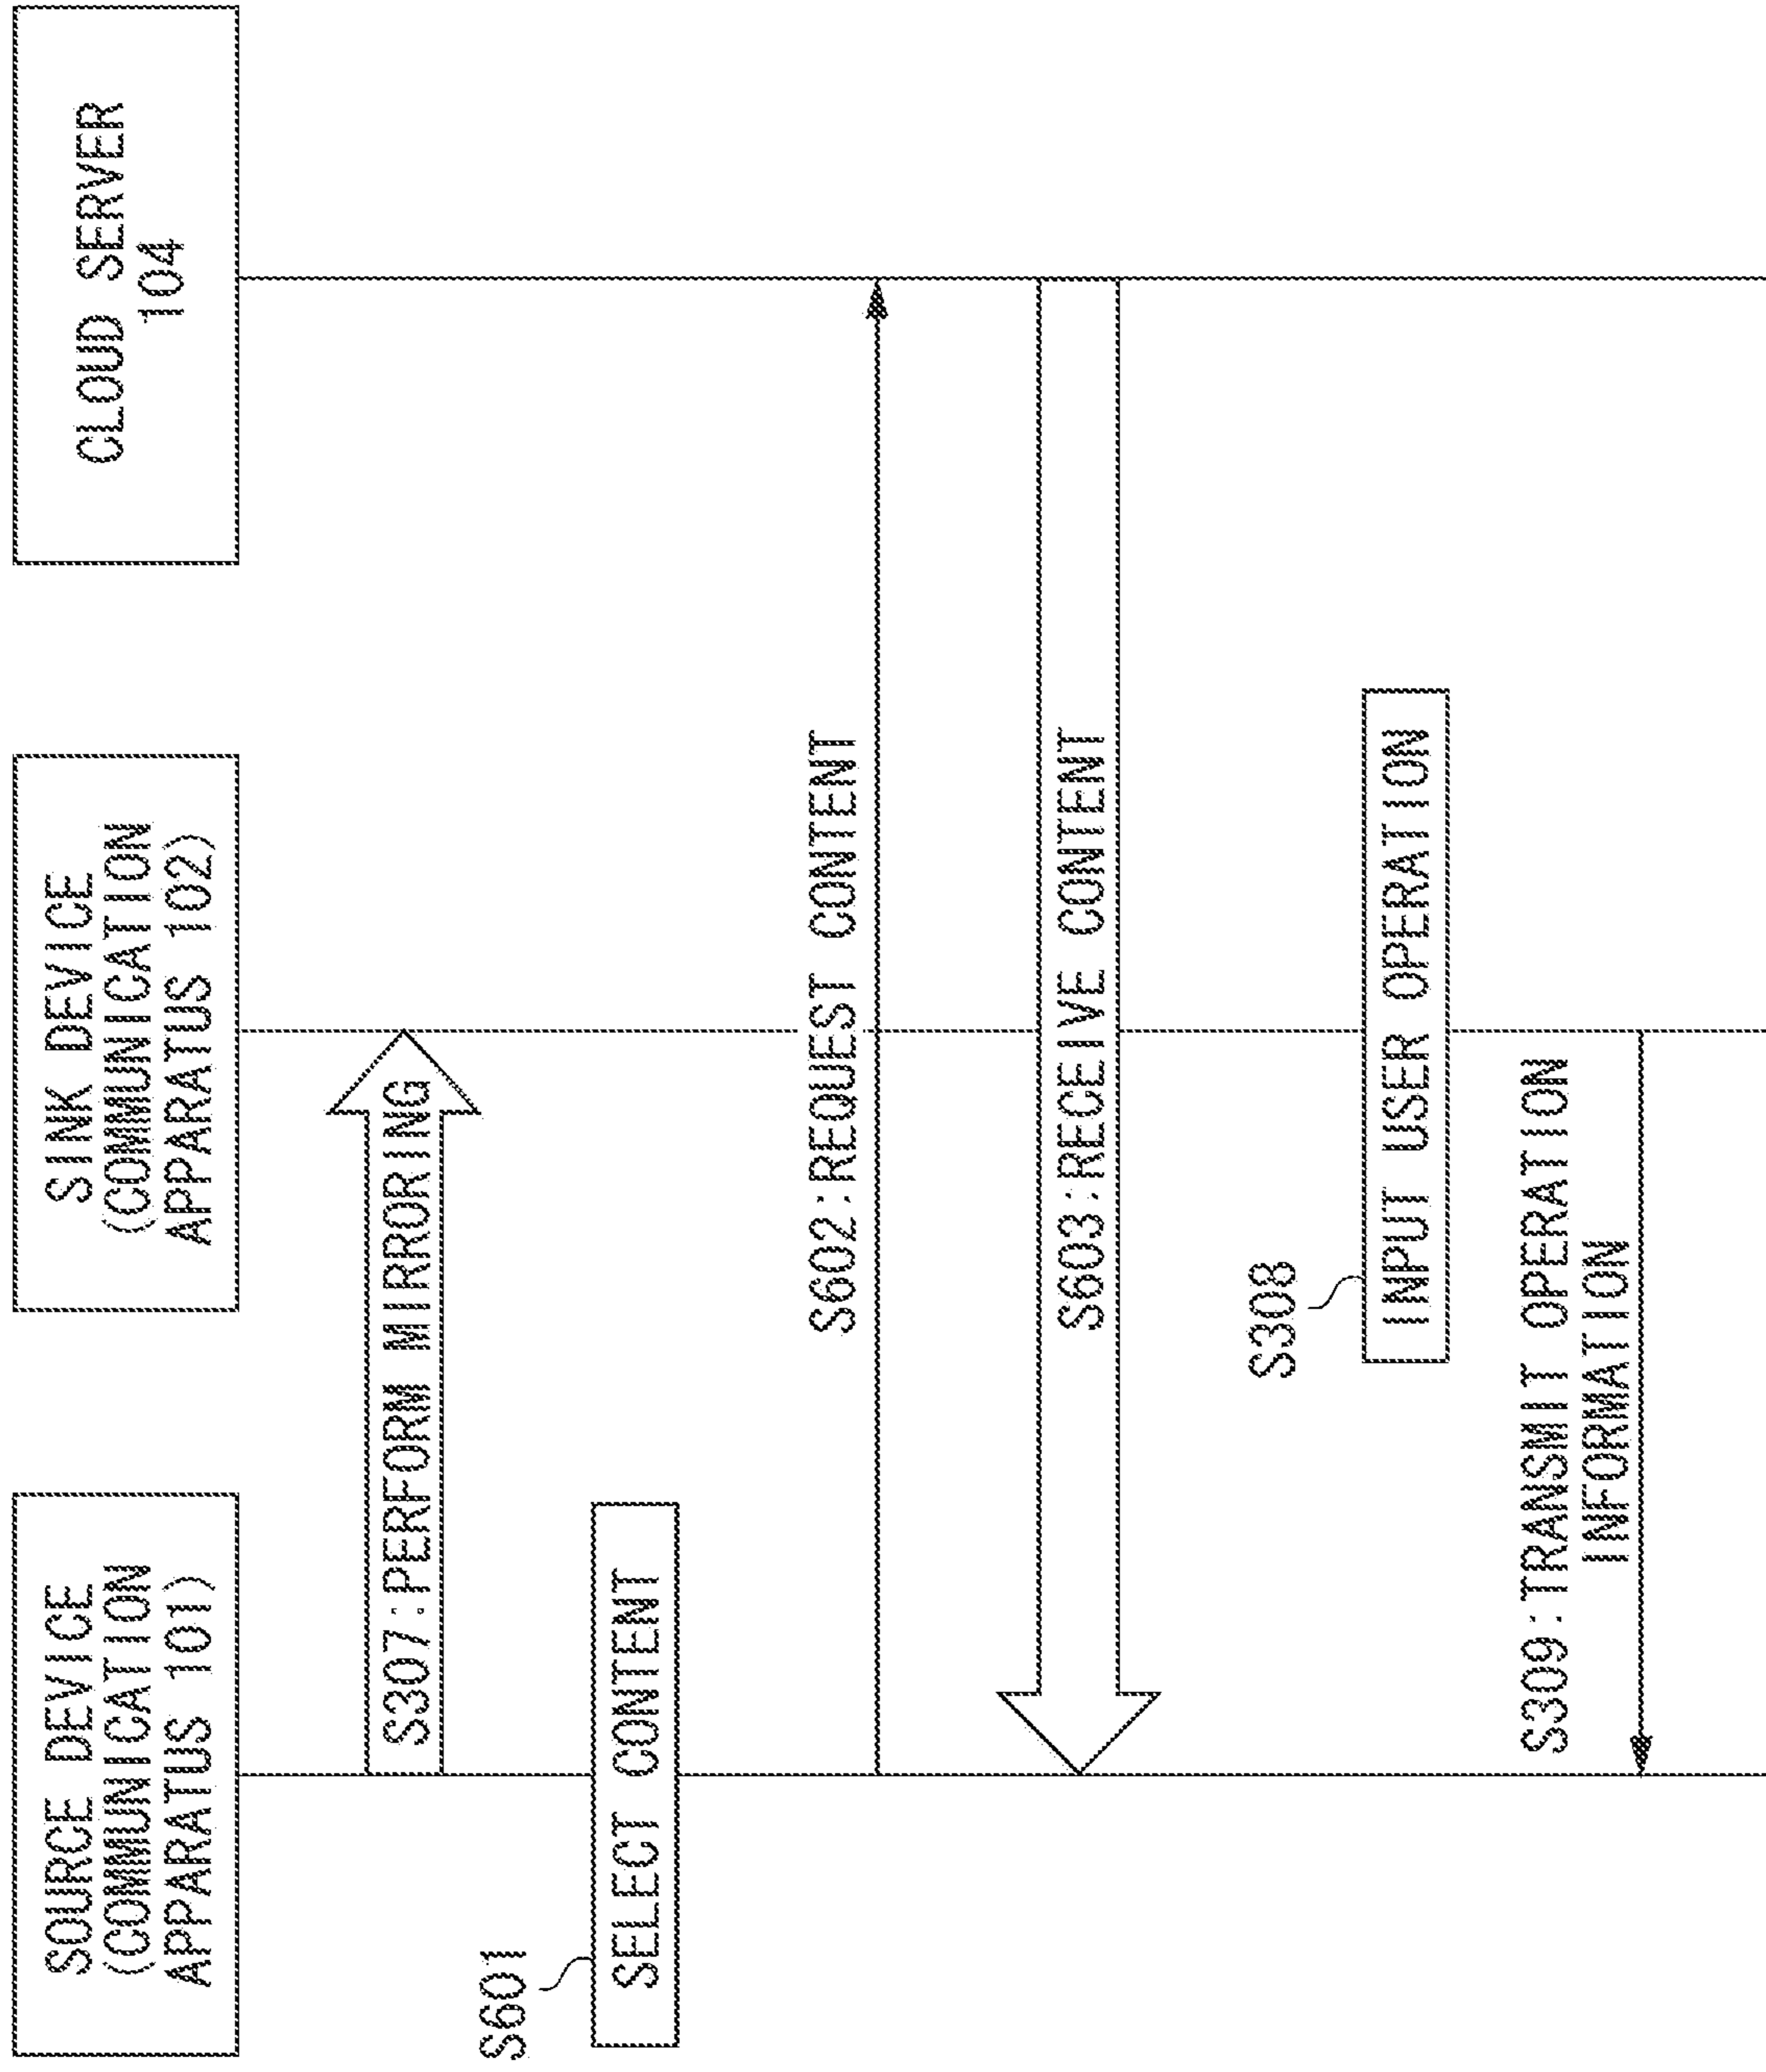 SOURCE DEVICE
(COMMUNICATION
APPARATUS 101)
SINK DEVICE
(COMMUNICATION
APPARATUS 102)
CLOUD SERVER
104
S307:PERFORM MIRRORING
S601
SELECT CONTENT
S602:REQUEST CONTENT
S603:RECEIVE CONTENT
S308
INPUT USER OPERATION
S309:TRANSMIT OPERATION
INFORMATION